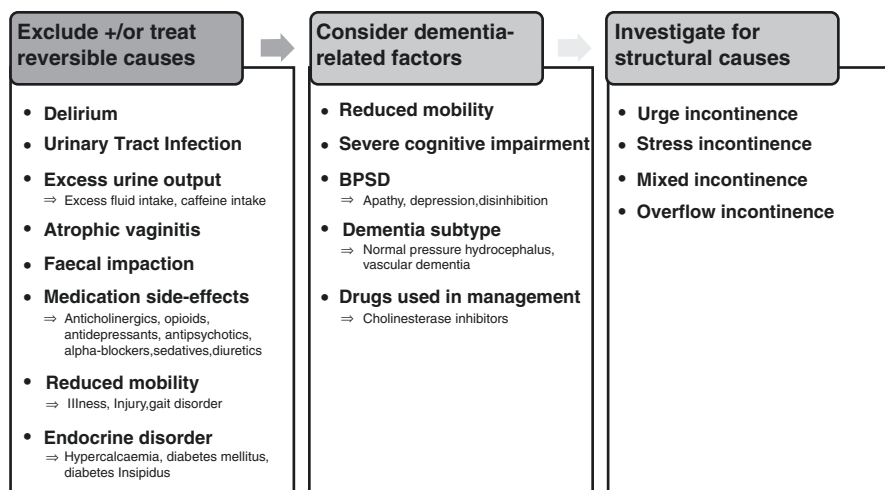 Exclude +/or treat
reversible causes
• Delirium
• Urinary Tract Infection
• Excess urine output
⇒ Excess fluid intake, caffeine intake
• Atrophic vaginitis
• Faecal impaction
• Medication side-effects
⇒ Anticholinergics, opioids,
antidepressants, antipsychotics,
alpha-blockers,sedatives,diuretics
• Reduced mobility
⇒ Illness, Injury,gait disorder
• Endocrine disorder
⇒ Hypercalcaemia, diabetes mellitus,
diabetes Insipidus
Consider dementia-
related factors
• Reduced mobility
• Severe cognitive impairment
• BPSD
⇒ Apathy, depression,disinhibition
• Dementia subtype
⇒ Normal pressure hydrocephalus,
vascular dementia
• Drugs used in management
⇒ Cholinesterase inhibitors
Investigate for
structural causes
• Urge incontinence
• Stress incontinence
• Mixed incontinence
• Overflow incontinence